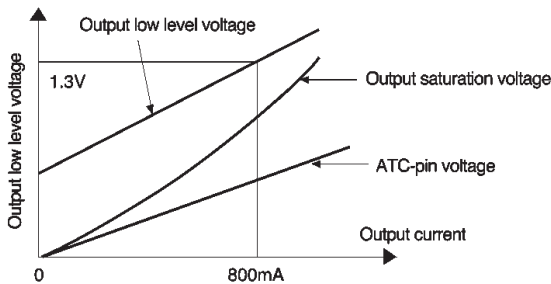 Output low level voltage
Output low level voltage
1.3V
Output saturation voltage
ATC-pin voltage
Output current
0
800mA